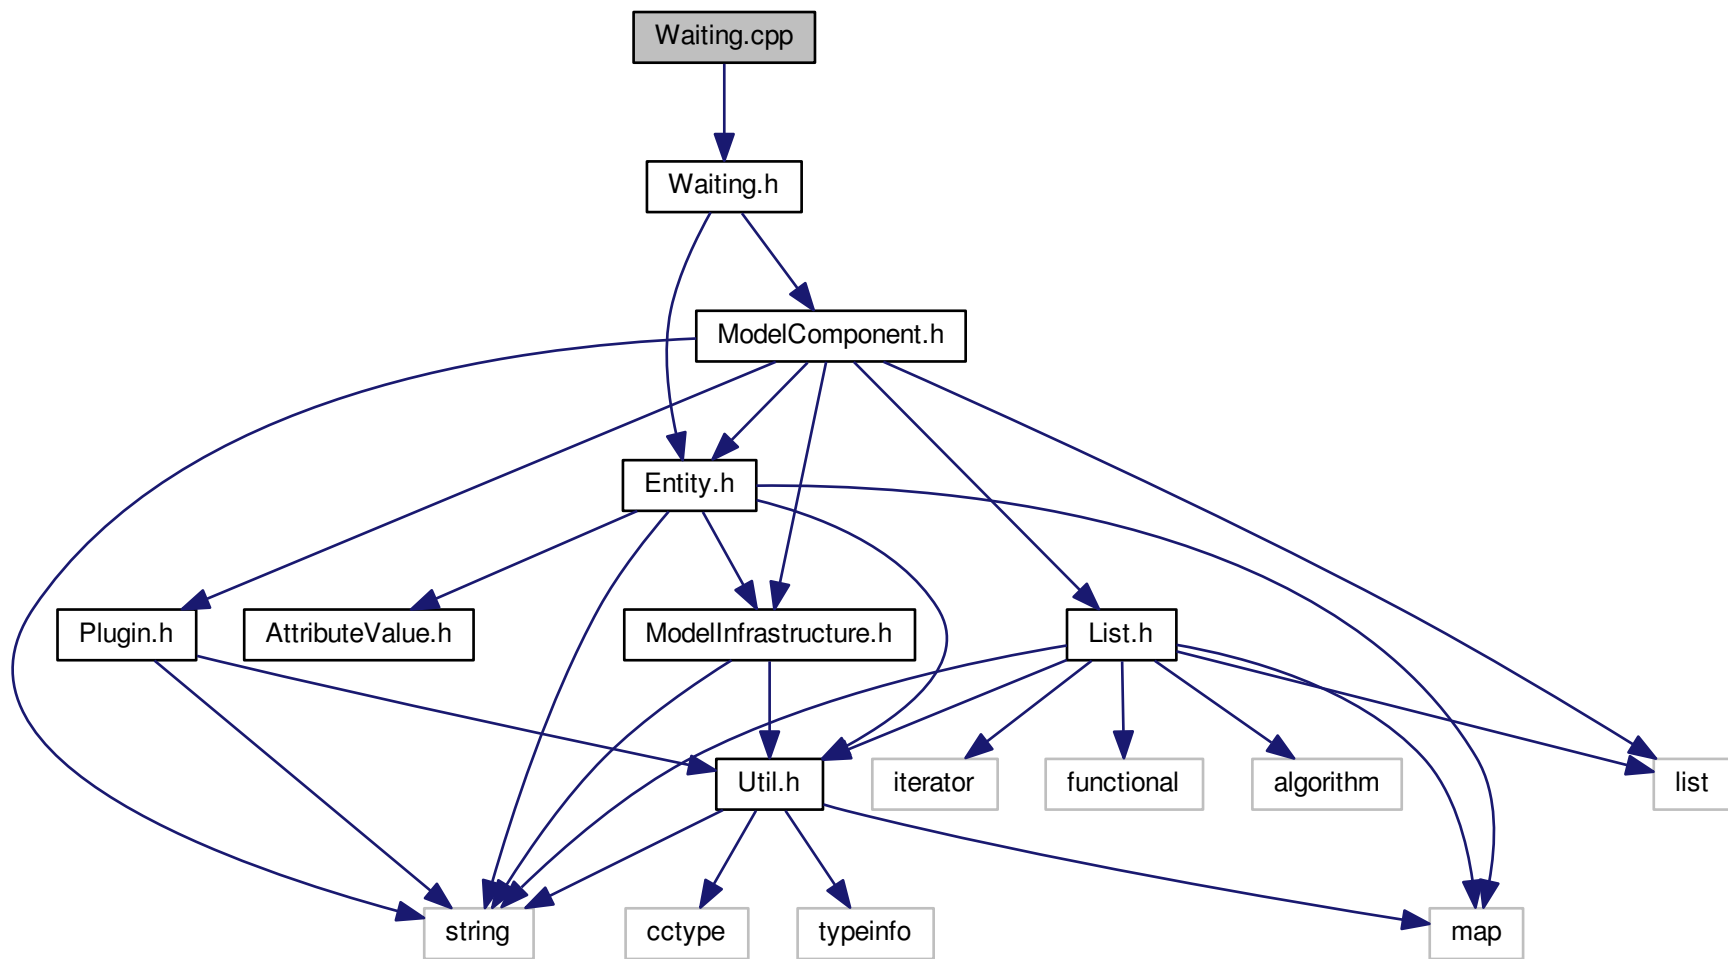 Waiting.cpp
Waiting.h
ModelComponent.h
Entity.h
Plugin.h
AttributeValue.h
ModelInfrastructure.h
List.h
Util.h
iterator
functional
algorithm
list
string
cctype
typeinfo
map